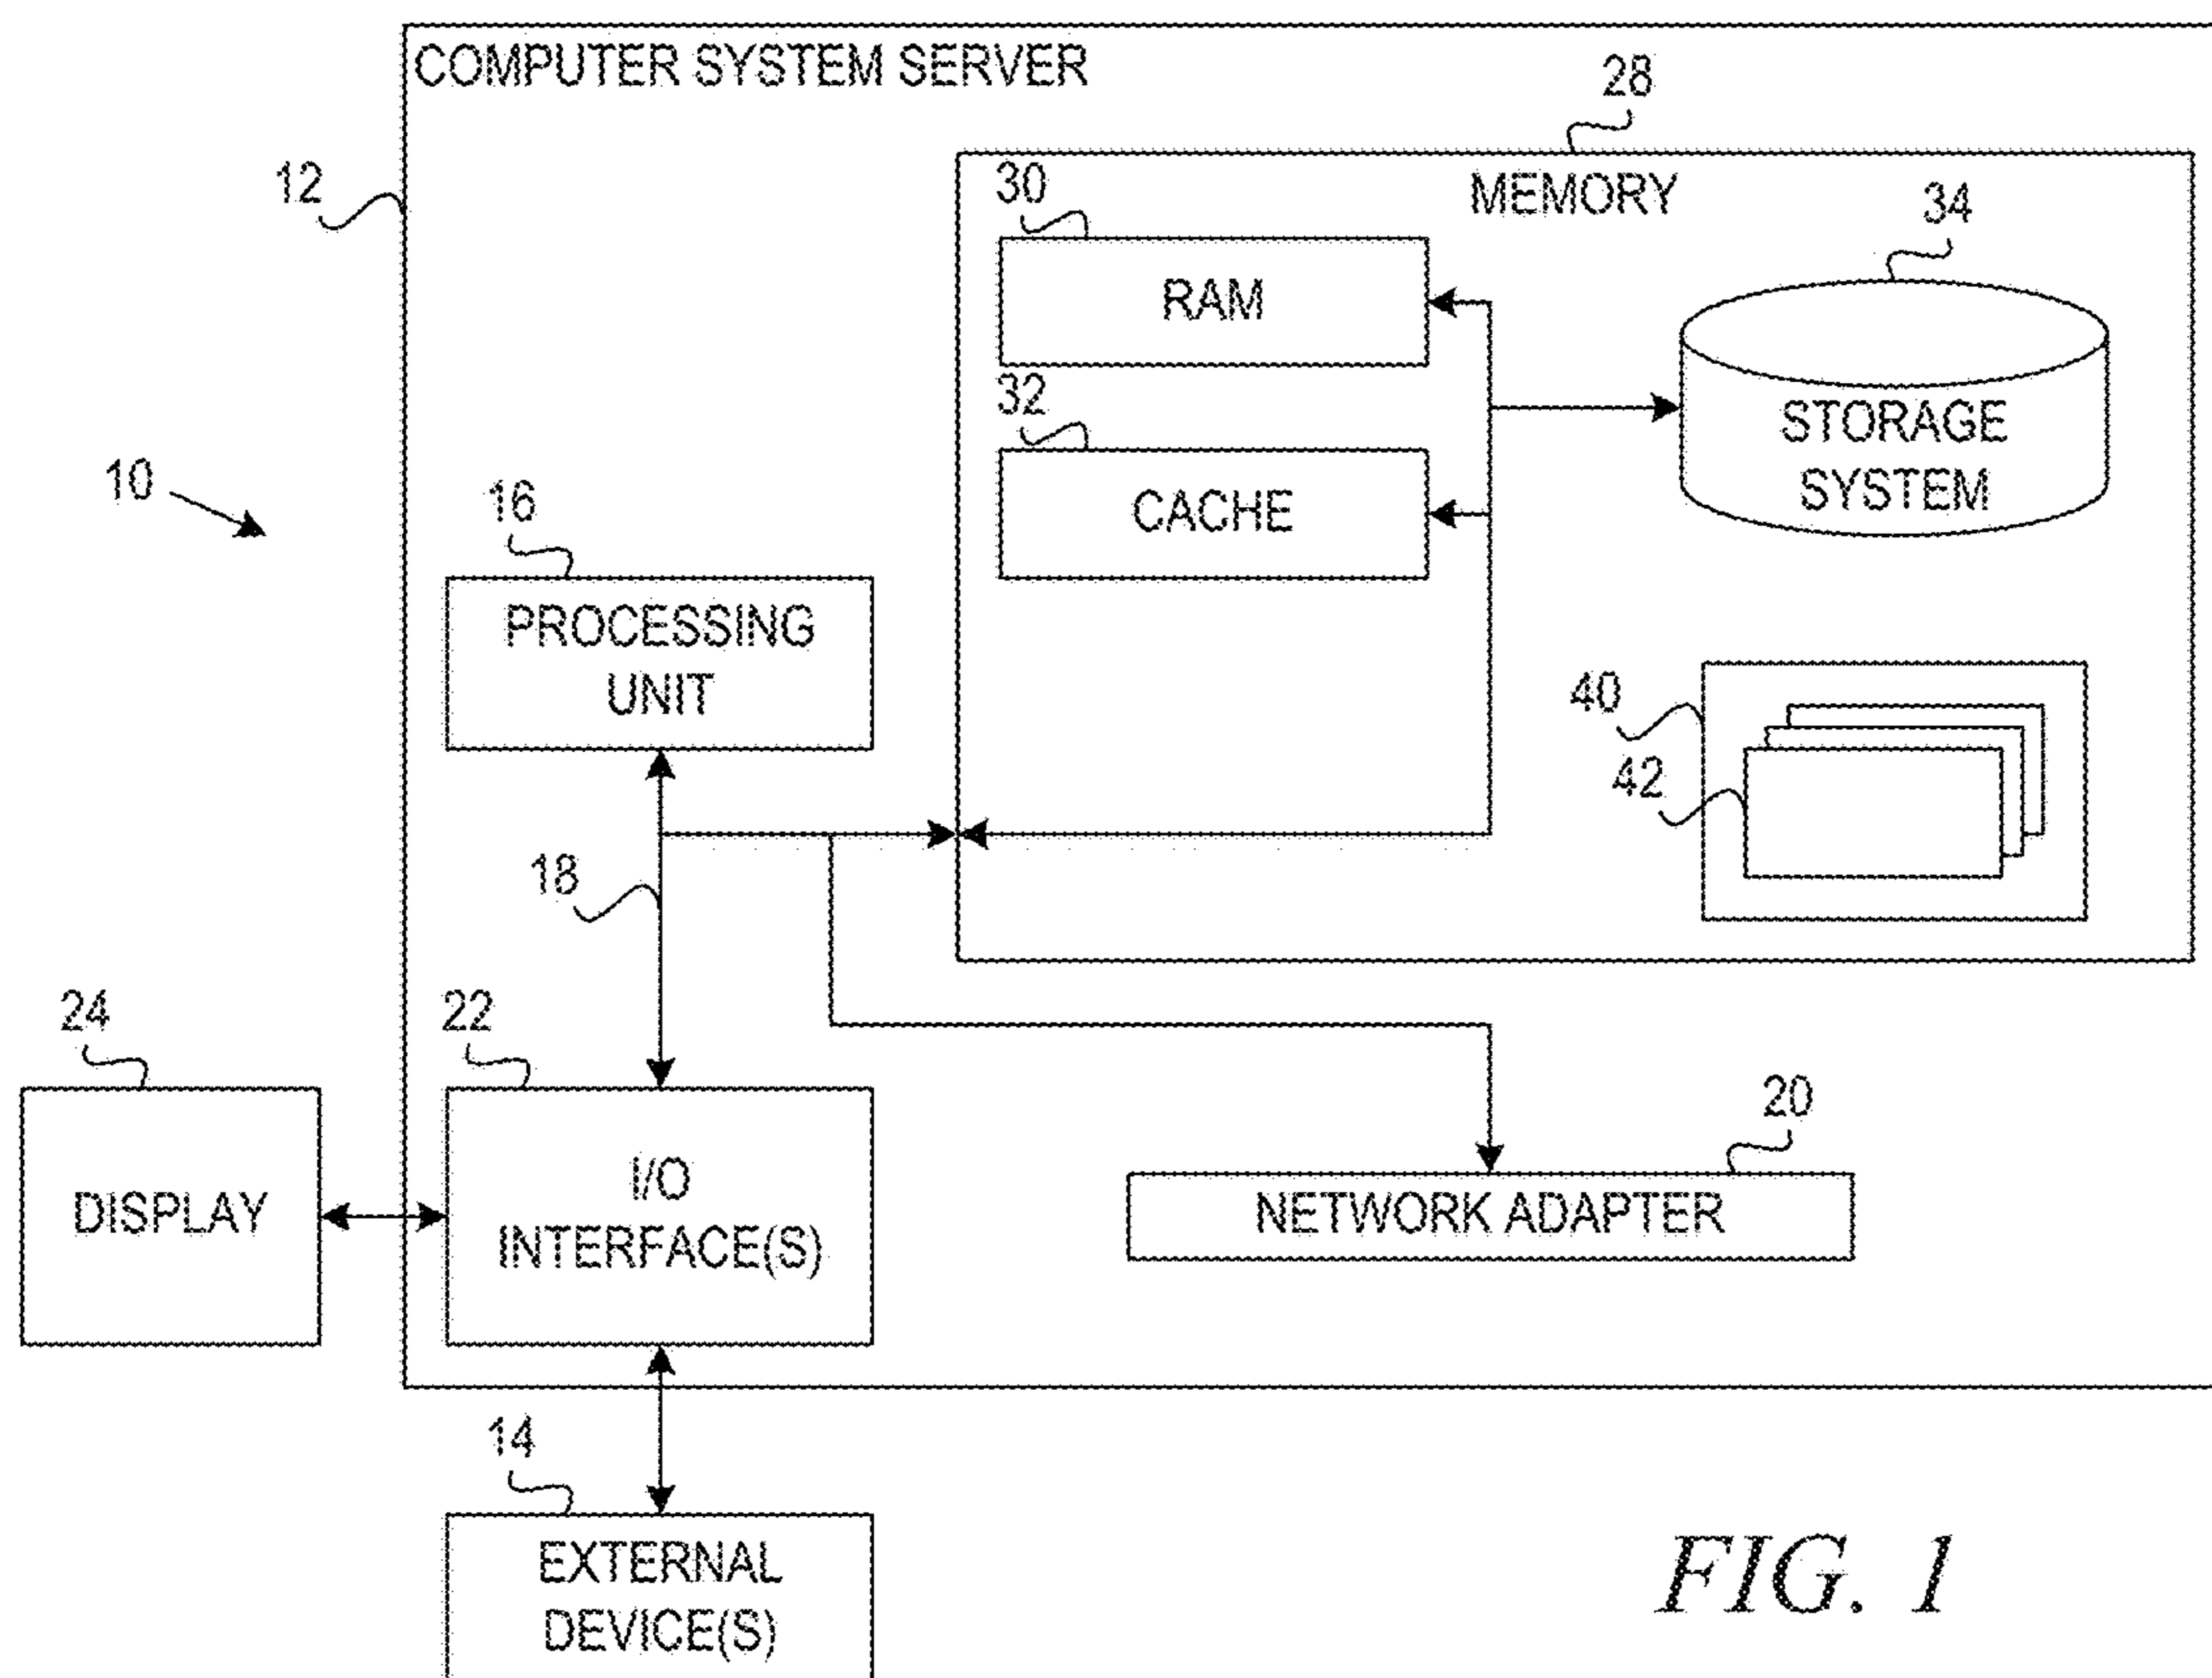 COMPUTER SYSTEM SERVER
28
12
30
MEMORY
34
RAM
32
STORAGE
SYSTEM
10
16
CACHE
PROCESSING
UNIT
40
42
18
24
22
20
DISPLAY
I/O
INTERFACE(S)
NETWORK ADAPTER
14
EXTERNAL
DEVICE(S)
FIG. 1